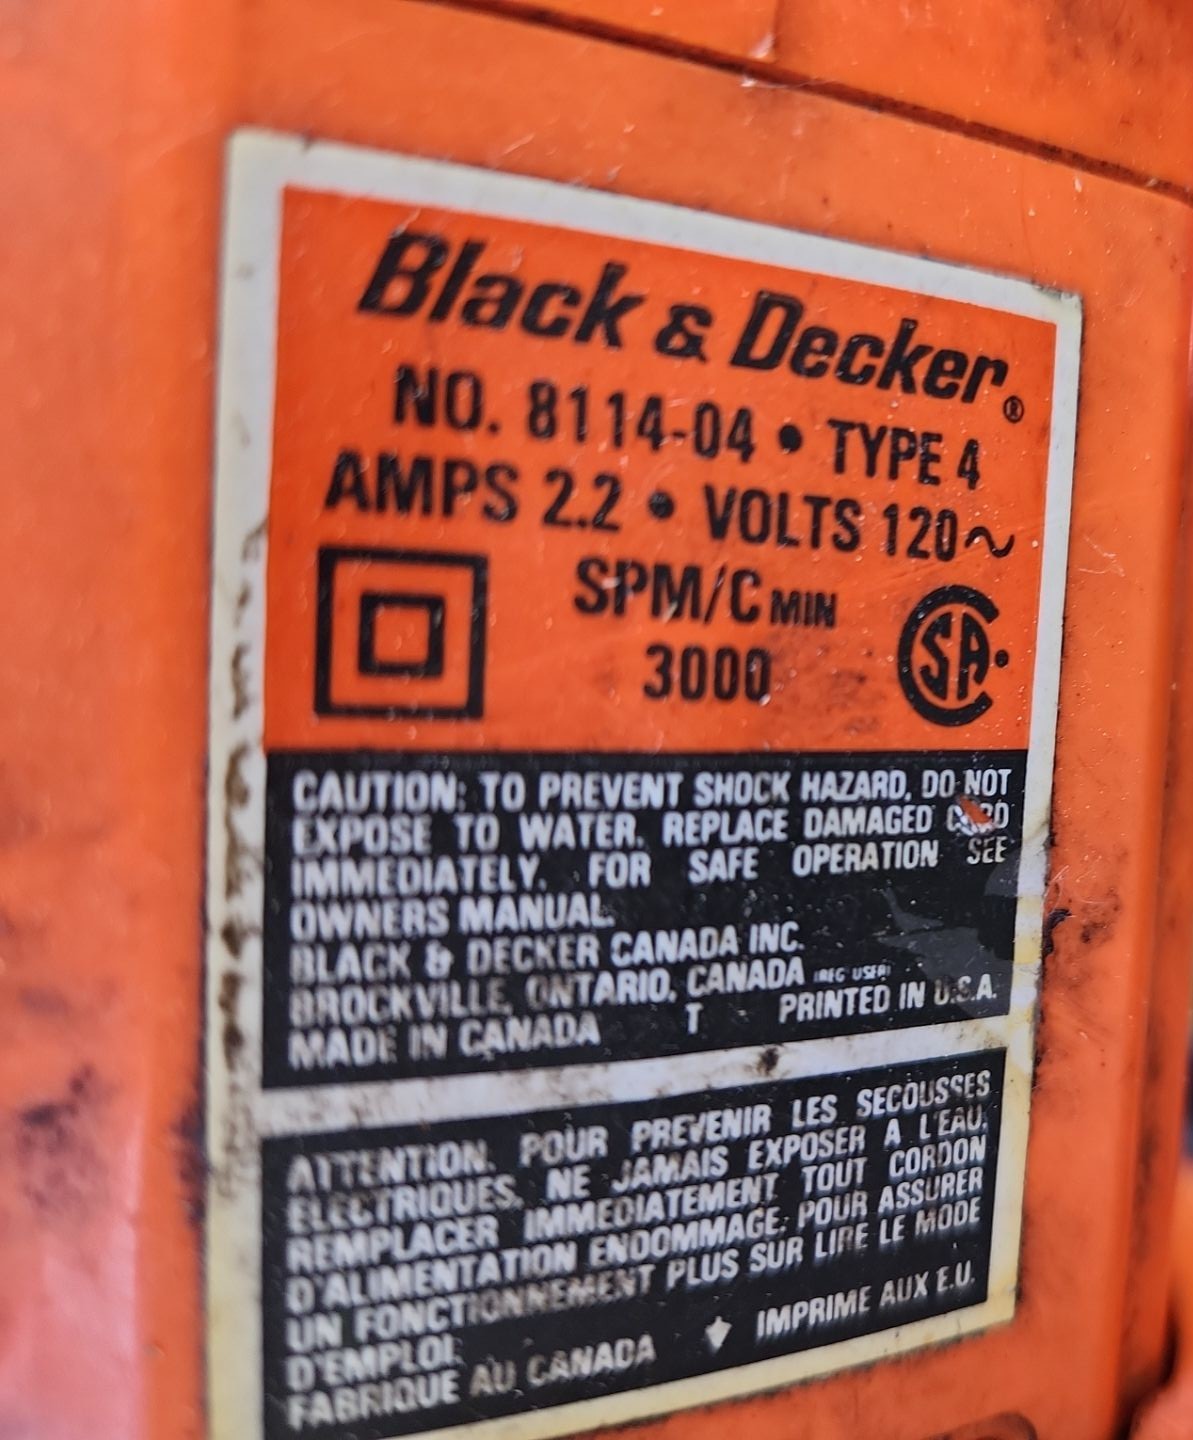 Black & Decker®
NO. 8114-04 • TYPE 4
AMPS 2.2 • VOLTS 120~
SPM/C MIN
3000
CSA
CAUTION: TO PREVENT SHOCK HAZARD, DO NOT
EXPOSE TO WATER. REPLACE DAMAGED CORD
IMMEDIATELY. FOR SAFE OPERATION SEE
OWNERS MANUAL.
BLACK & DECKER CANADA INC.
BROCKVILLE, ONTARIO, CANADA (REG USER)
MADE IN CANADA T PRINTED IN U.S.A.
ATTENTION. POUR PREVENIR LES SECOUSSES
ELECTRIQUES, NE JAMAIS EXPOSER A L'EAU.
REMPLACER IMMEDIATEMENT TOUT CORDON
D'ALIMENTATION ENDOMMAGE. POUR ASSURER
UN FONCTIONNEMENT PLUS SUR LIRE LE MODE
D'EMPLOI.
FABRIQUE AU CANADA IMPRIME AUX E.U.